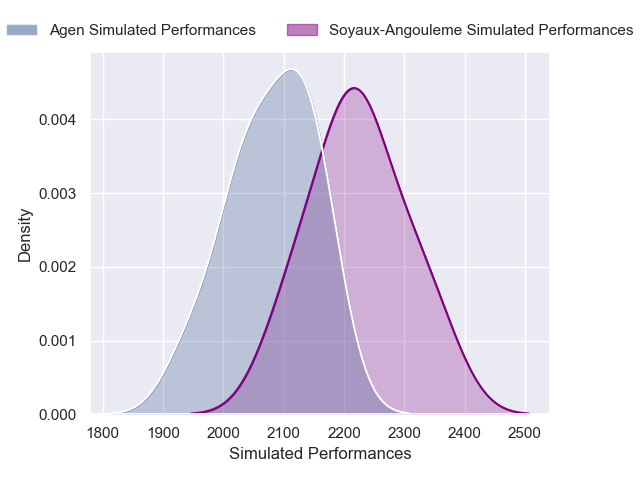 Agen Simulated Performances
Soyaux-Angouleme Simulated Performances
Density
0.004
0.003
0.002
0.001
0.000
1800 1900 2000 2100 2200 2300 2400 2500
Simulated Performances